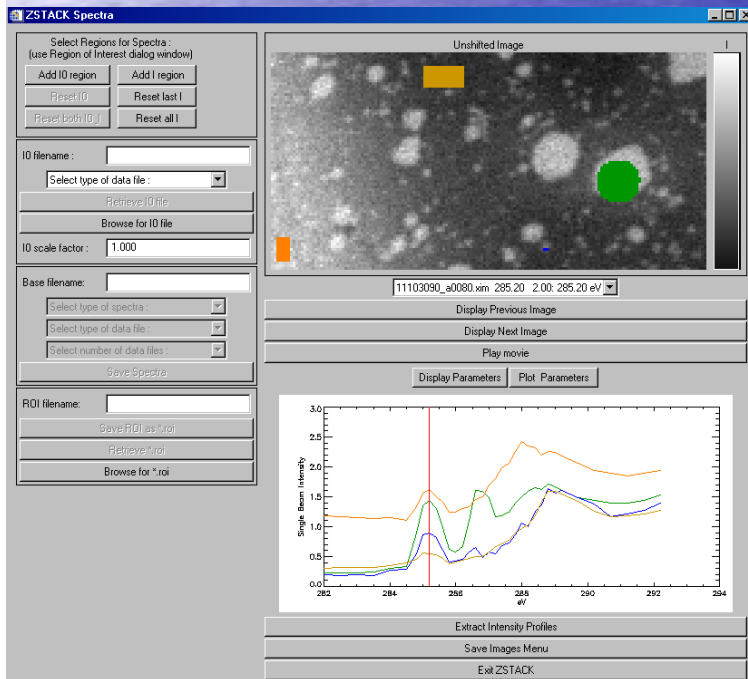 ZSTACK Spectra
Select Regions for Spectra :
(use Region of Interest dialog window)
Add I0 region
Add I region
Reset I0
Reset last I
Reset both I0_I
Reset all I
I0 filename :
Select type of data file :
Retrieve I0 file
Browse for I0 file
I0 scale factor :
1.000
Base filename:
Select type of spectra :
Select type of data file :
Select number of data files :
Save Spectra
ROI filename:
Save ROI as *.roi
Retrieve *.roi
Browse for *.roi
Unshifted Image
I
11103090_a0080.xim 285.20 2.00: 285.20 eV
Display Previous Image
Display Next Image
Play movie
Display Parameters
Plot Parameters
Single Beam Intensity
3.0
2.5
2.0
1.5
1.0
0.5
0.0
282 284 286 288 290 292 294
eV
Extract Intensity Profiles
Save Images Menu
Exit ZSTACK